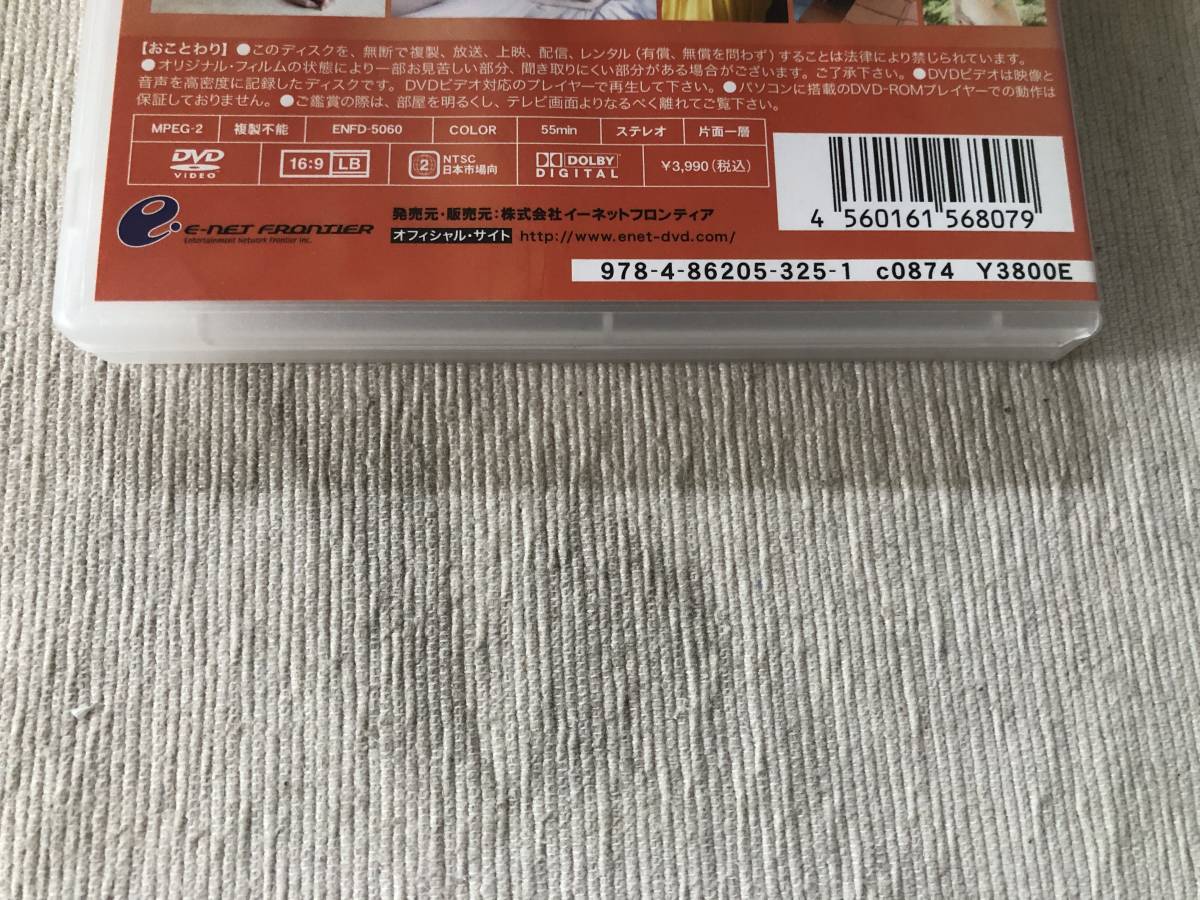 【おことわり】 ●このディスクを、無断で複製、放送、上映、配信、レンタル（有償、無償を問わず）することは法律により禁じられています。
●オリジナル・フィルムの状態により一部お見苦しい部分、聞き取りにくい部分がある場合がございます。ご了承下さい。●DVDビデオは映像と
音声を高密度に記録したディスクです。DVDビデオ対応のプレイヤーで再生して下さい。●パソコンに搭載のDVD-ROMプレイヤーでの動作は
保証しておりません。●ご鑑賞の際は、部屋を明るくし、テレビ画面よりなるべく離れてご覧下さい。
MPEG-2 複製不能 ENFD-5060 COLOR 55min ステレオ 片面一層
DVD VIDEO 16:9 LB 2 NTSC 日本市場向 DOLBY DIGITAL ¥3,990（税込）
4 560161 568079
e E-NET FRONTIER
Entertainment Network Frontier Inc.
発売元・販売元：株式会社イーネットフロンティア
オフィシャル・サイト http://www.enet-dvd.com/
978-4-86205-325-1 c0874 Y3800E